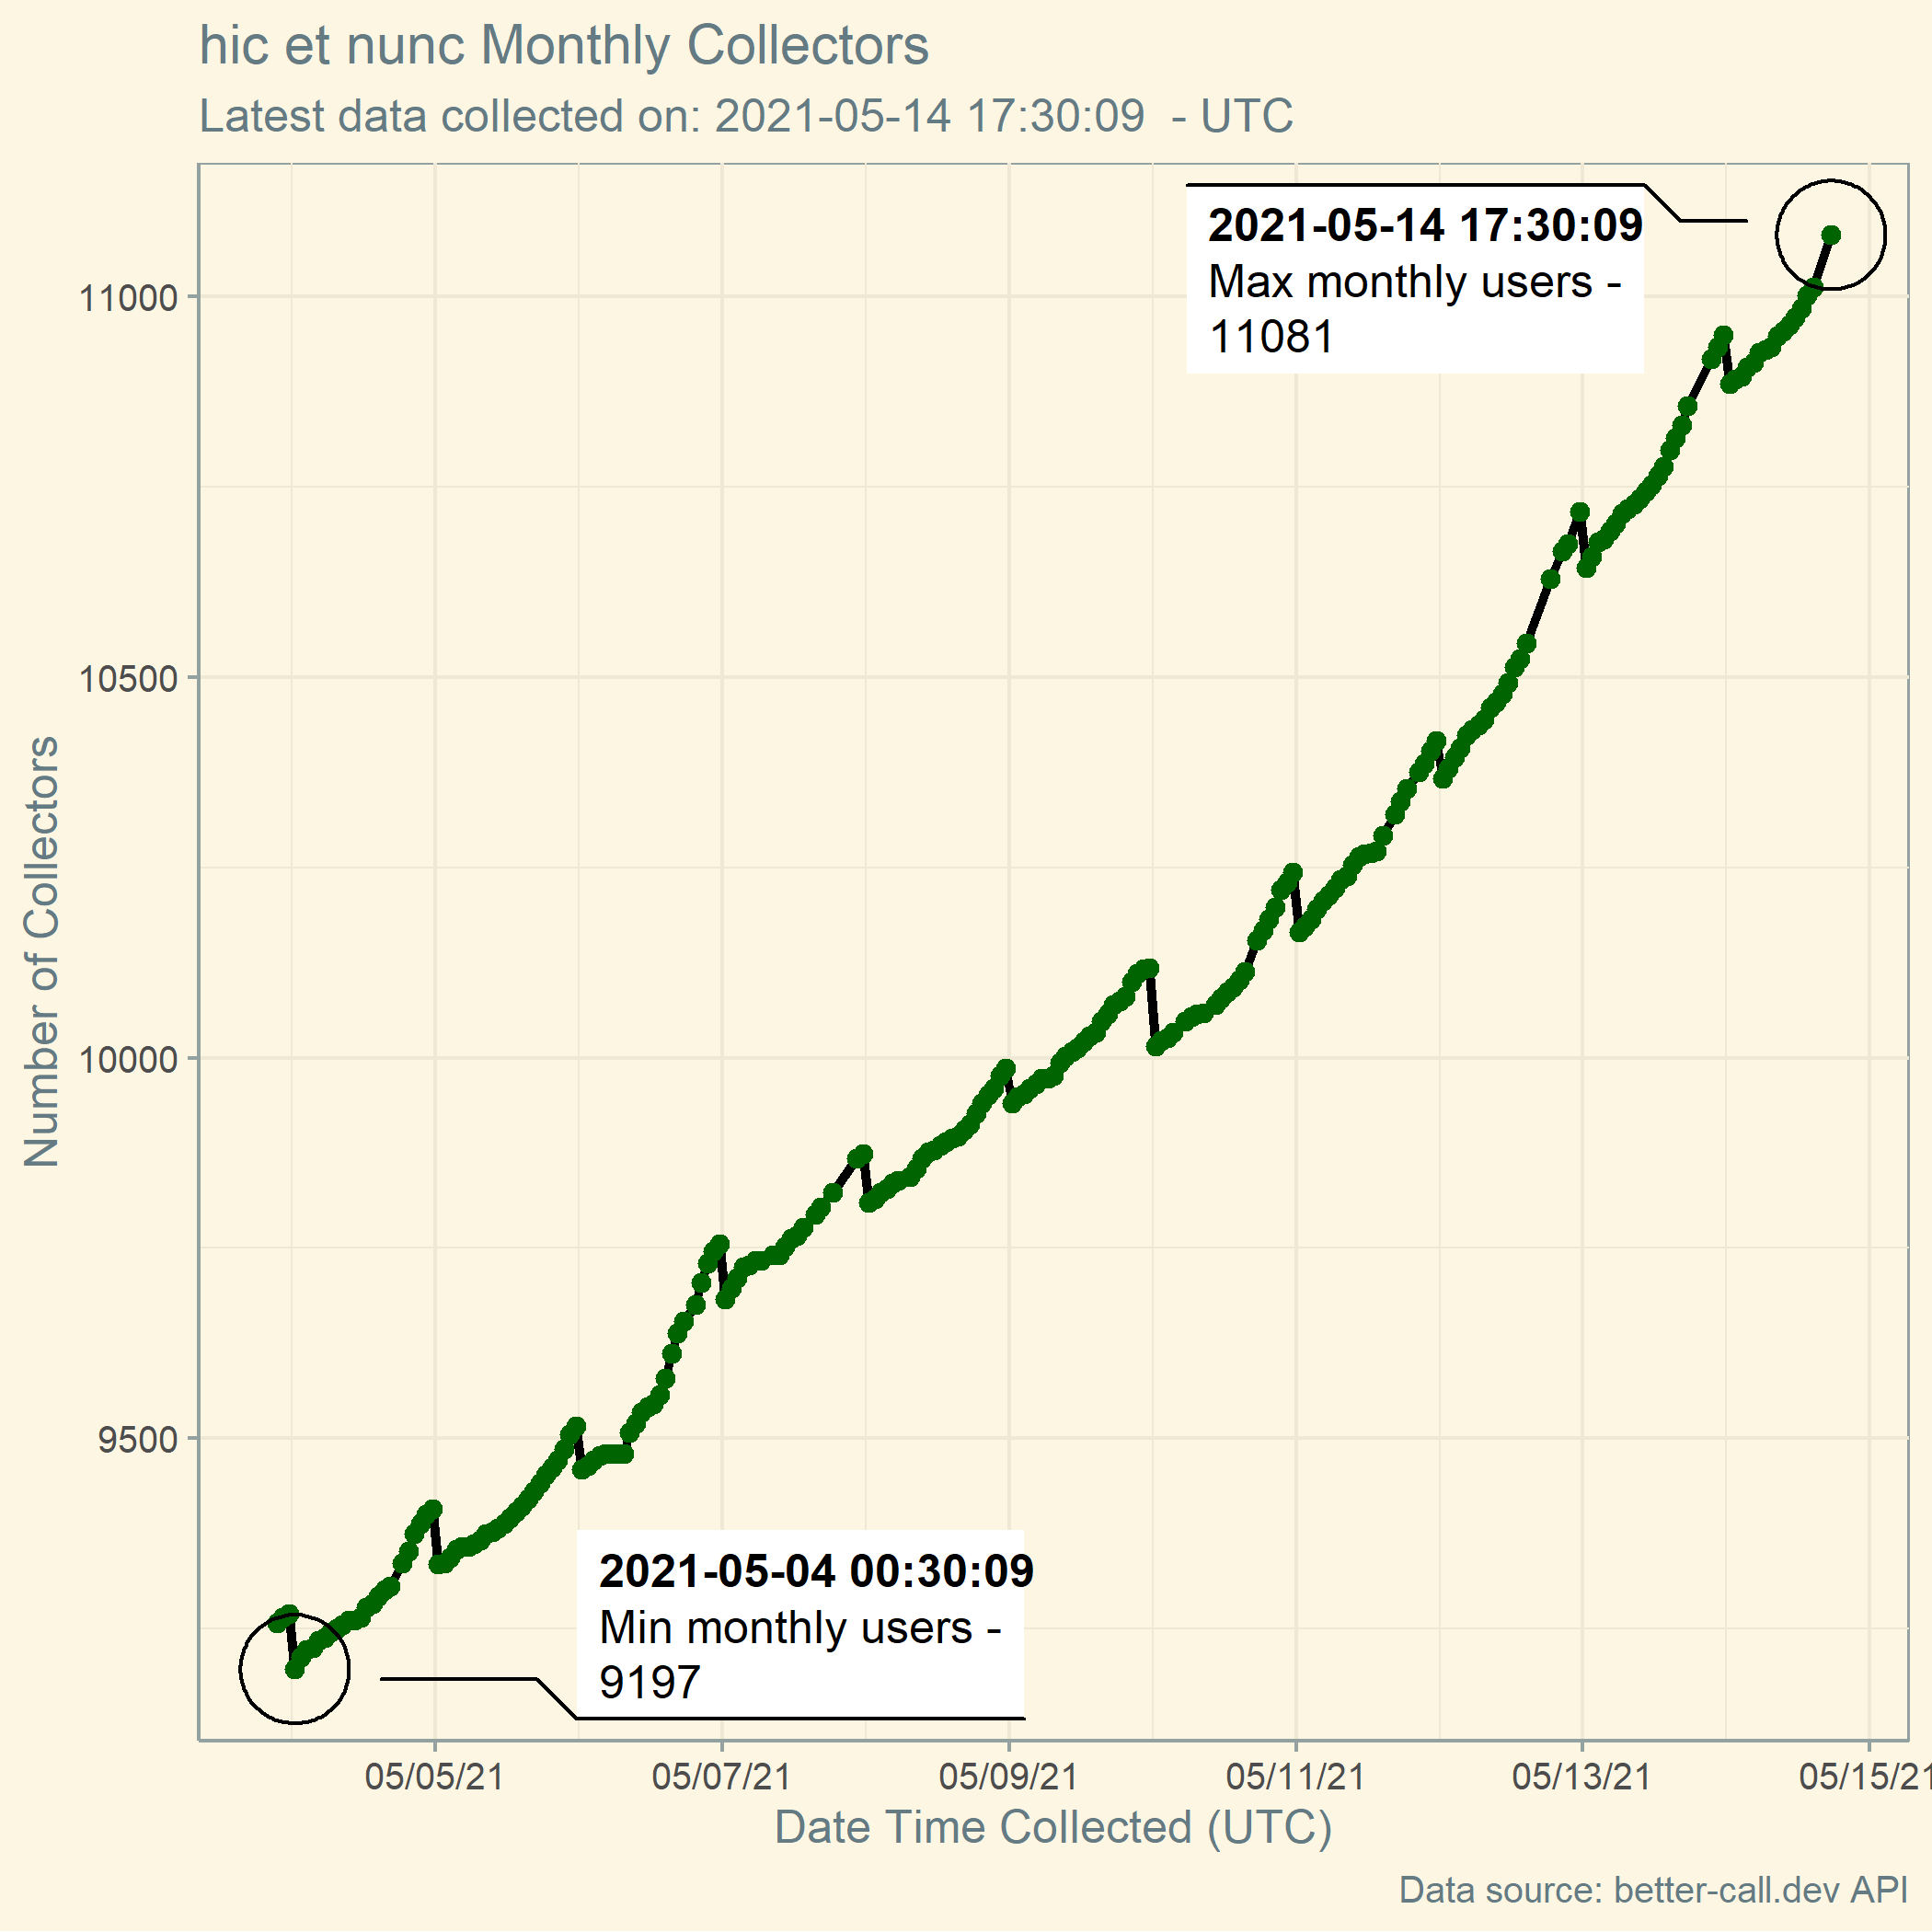 hic et nunc Monthly Collectors
Latest data collected on: 2021-05-14 17:30:09  - UTC
2021-05-14 17:30:09
Max monthly users -
11081
11000
10500
10000
9500
Number of Collectors
2021-05-04 00:30:09
Min monthly users -
9197
05/05/21
05/07/21
05/09/21
05/11/21
05/13/21
05/15/21
Date Time Collected (UTC)
Data source: better-call.dev API